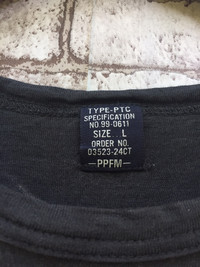 TYPE-PTC
SPECIFICATION
NO.99-0611
SIZE L
ORDER NO.
03523-24CT
—PPFM—